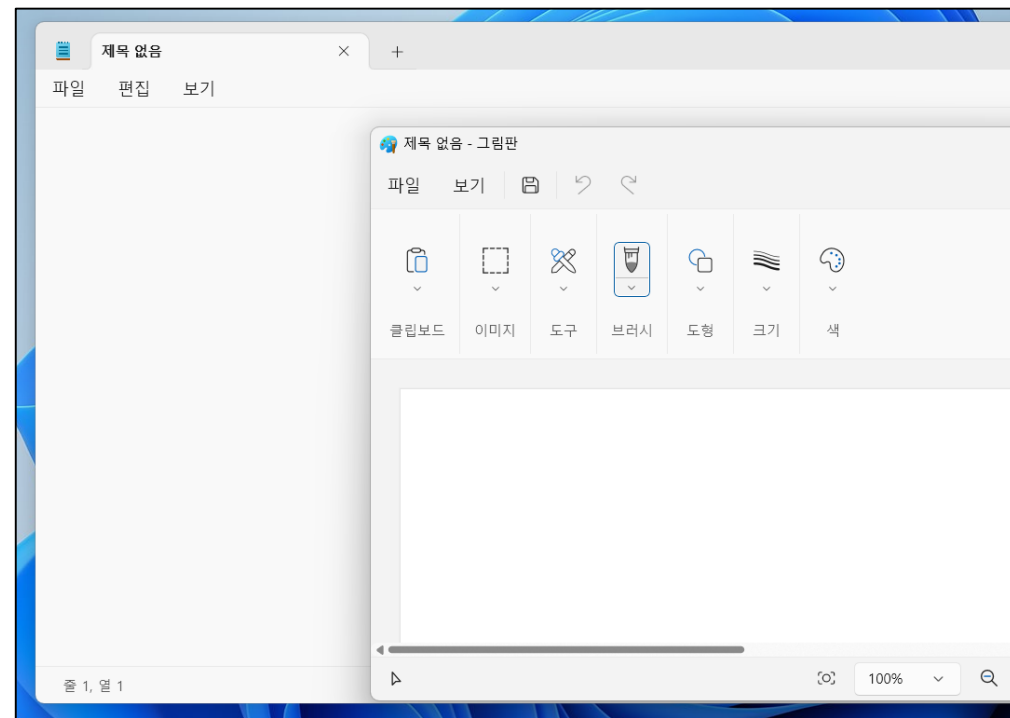 제목 없음
파일 편집 보기
제목 없음 - 그림판
파일 보기
클립보드 이미지 도구 브러시 도형 크기 색
줄 1, 열 1
100%